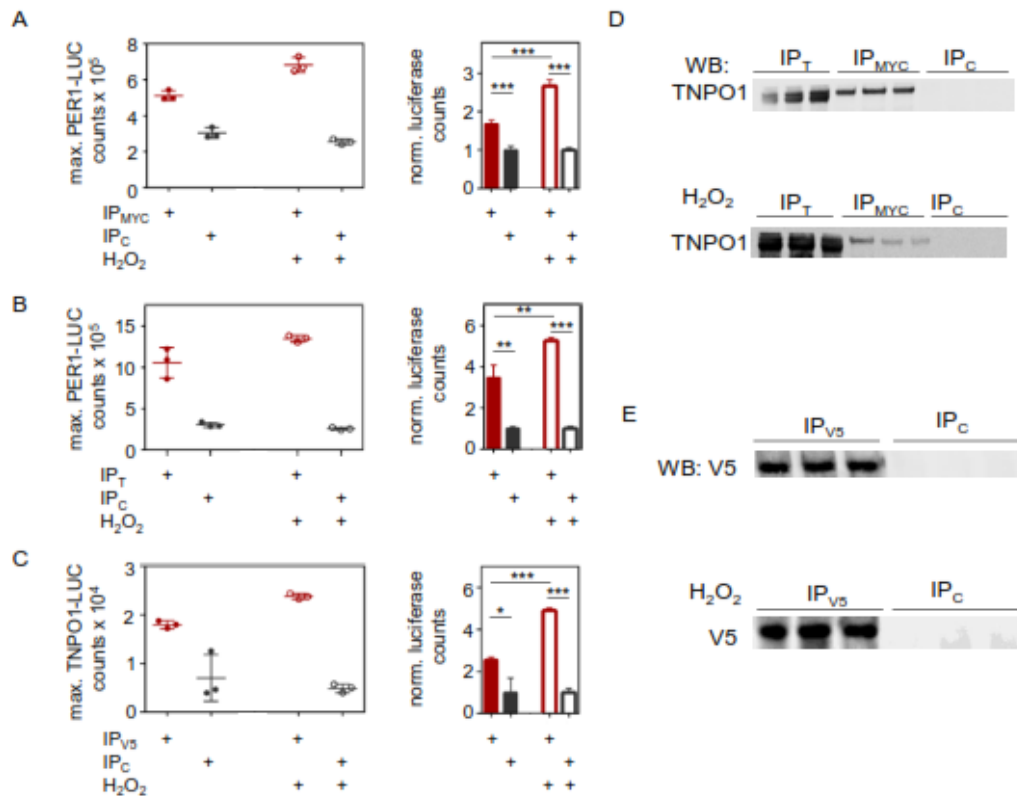 A
max. PER1-LUC
counts x 10⁵
8
6
4
2
0
IP_MYC + +
IP_C + +
H₂O₂ + +
norm. luciferase
counts
3
2
1
0
***
*** ***
+ +
+ +
+ +
B
max. PER1-LUC
counts x 10⁵
15
10
5
0
IP_T + +
IP_C + +
H₂O₂ + +
norm. luciferase
counts
6
4
2
0
**
** ***
+ +
+ +
+ +
C
max. TNPO1-LUC
counts x 10⁴
3
2
1
0
IP_V5 + +
IP_C + +
H₂O₂ + +
norm. luciferase
counts
6
4
2
0
***
* ***
+ +
+ +
+ +
D
WB: IP_T IP_MYC IP_C
TNPO1
H₂O₂ IP_T IP_MYC IP_C
TNPO1
E
IP_V5 IP_C
WB: V5
H₂O₂ IP_V5 IP_C
V5